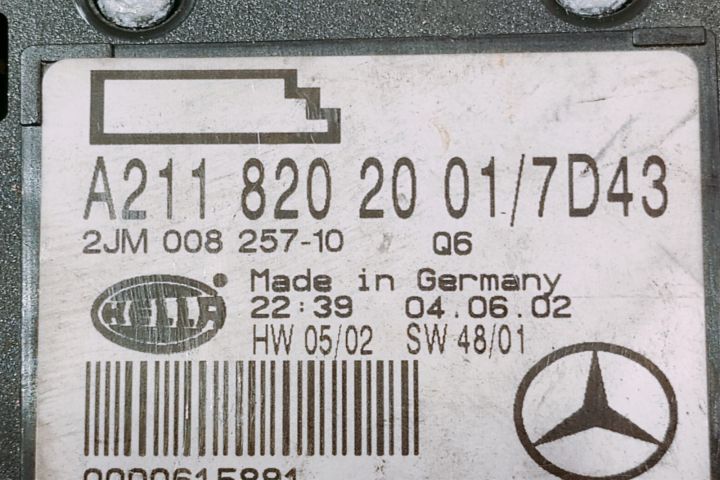 A211 820 20 01/7D43
2JM 008 257-10 Q6
Made in Germany
HELLA
22:39 04.06.02
HW 05/02 SW 48/01
0000615881